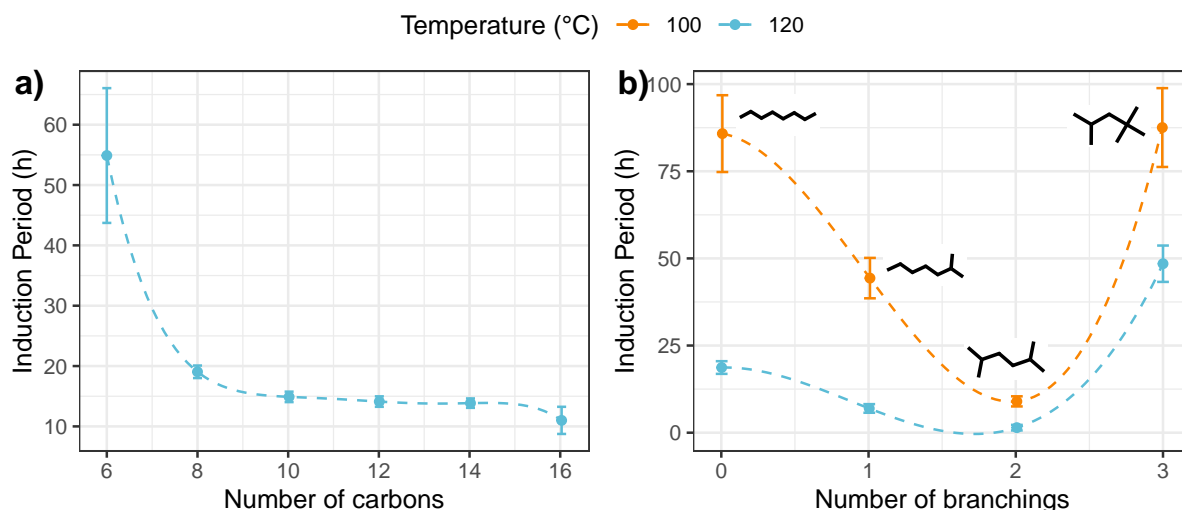 Temperature (°C) 100 120
a)
Induction Period (h)
60
50
40
30
20
10
6 8 10 12 14 16
Number of carbons
b)
Induction Period (h)
100
75
50
25
0
0 1 2 3
Number of branchings